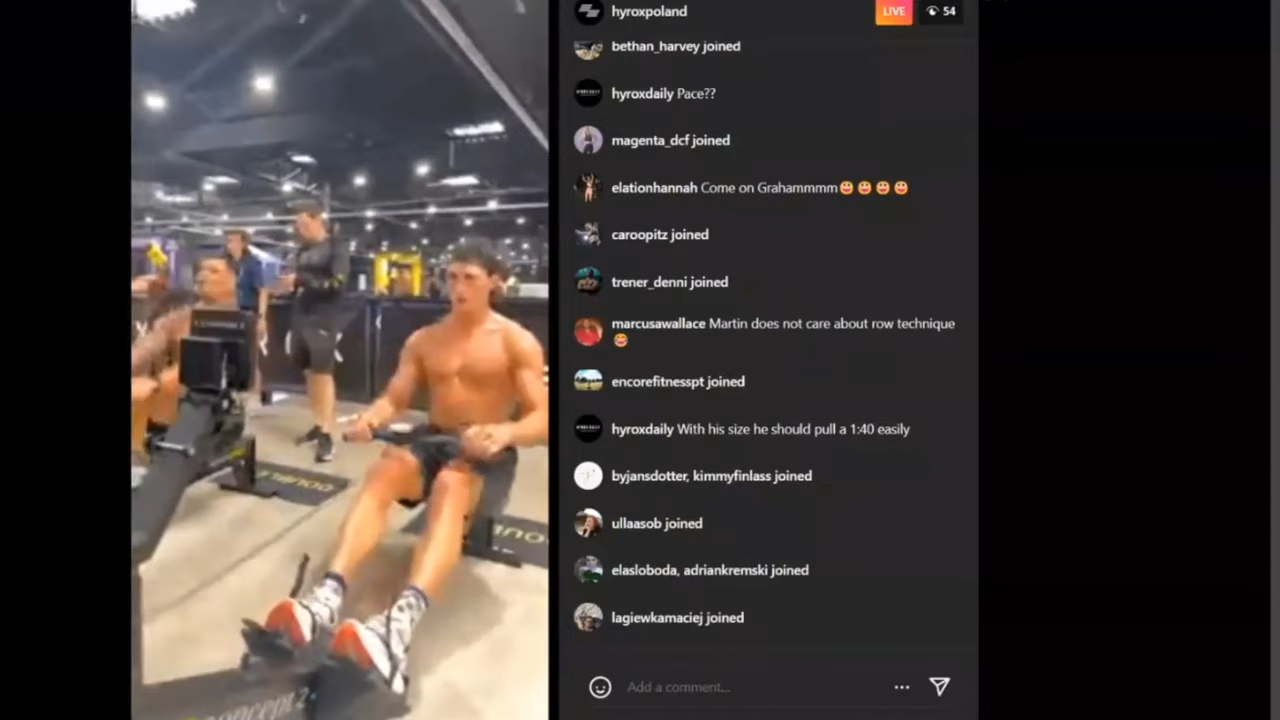 hyroxpoland
LIVE
54
bethan_harvey joined
hyroxdaily Pace??
magenta_dcf joined
elationhannah Come on Grahammmm😀😀😀😀
caroopitz joined
trener_denni joined
marcusawallace Martin does not care about row technique
😀
encorefitnesspt joined
hyroxdaily With his size he should pull a 1:40 easily
byjansdotter, kimmyfinlass joined
ullaasob joined
elasloboda, adriankremski joined
lagiewkamaciej joined
Add a comment...
concept2